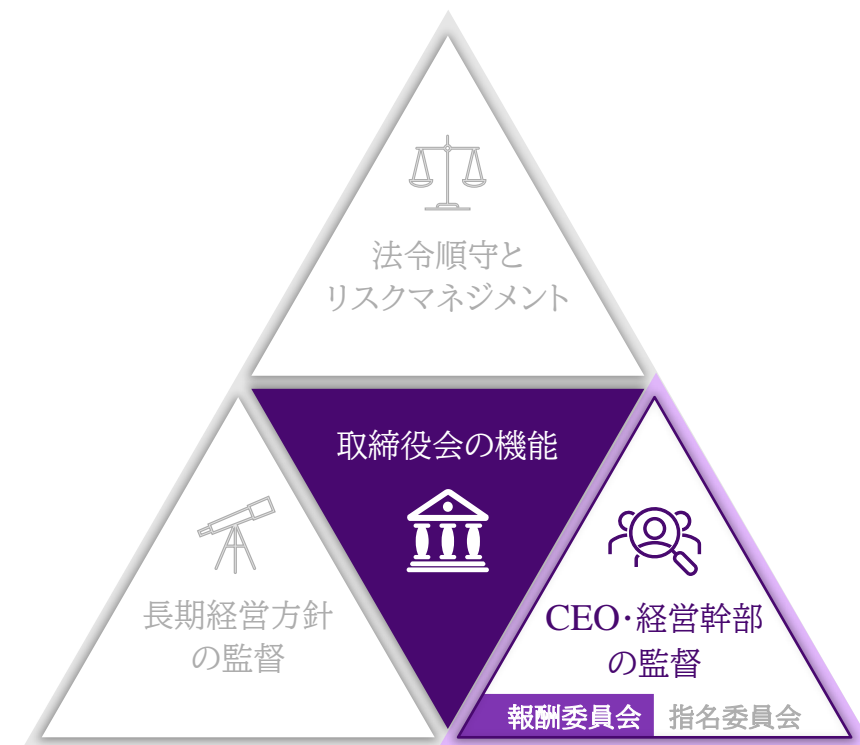 法令順守と
リスクマネジメント
取締役会の機能
長期経営方針
の監督
CEO・経営幹部
の監督
報酬委員会 指名委員会